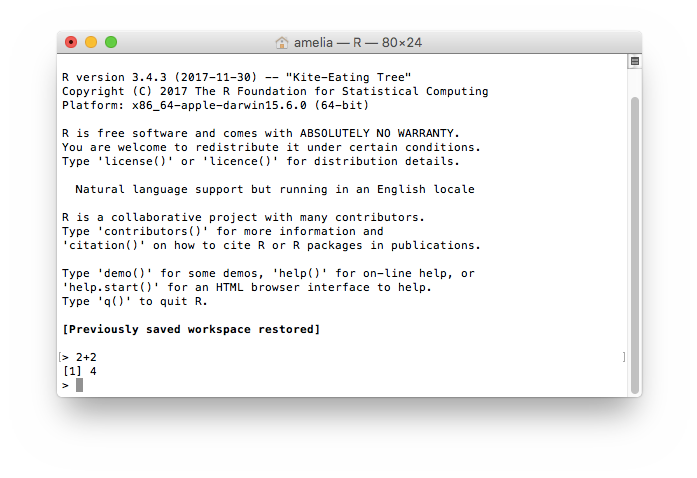 amelia — R — 80×24
R version 3.4.3 (2017-11-30) -- "Kite-Eating Tree"
Copyright (C) 2017 The R Foundation for Statistical Computing
Platform: x86_64-apple-darwin15.6.0 (64-bit)
R is free software and comes with ABSOLUTELY NO WARRANTY.
You are welcome to redistribute it under certain conditions.
Type 'license()' or 'licence()' for distribution details.
Natural language support but running in an English locale
R is a collaborative project with many contributors.
Type 'contributors()' for more information and
'citation()' on how to cite R or R packages in publications.
Type 'demo()' for some demos, 'help()' for on-line help, or
'help.start()' for an HTML browser interface to help.
Type 'q()' to quit R.
[Previously saved workspace restored]
[> 2+2 ]
[1] 4
>